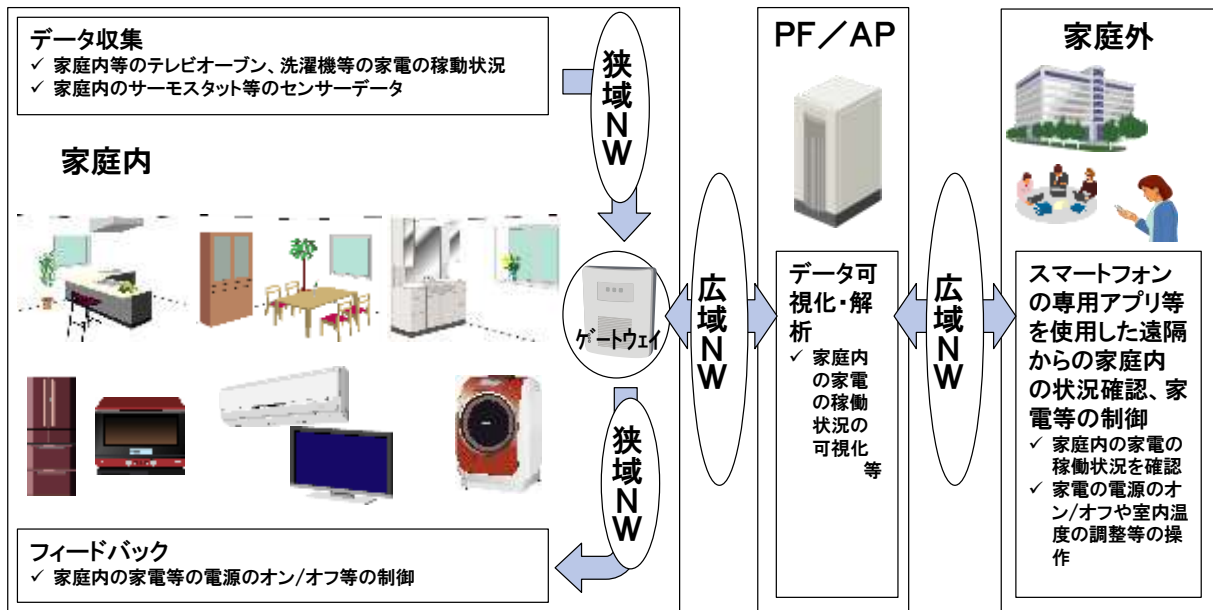 データ収集
✓ 家庭内等のテレビオーブン、洗濯機等の家電の稼動状況
✓ 家庭内のサーモスタット等のセンサーデータ
狭域NW
家庭内
ゲートウェイ
狭域NW
フィードバック
✓ 家庭内の家電等の電源のオン/オフ等の制御
広域NW
PF/AP
データ可
視化・解
析
✓ 家庭内
の家電
の稼働
状況の
可視化
等
広域NW
家庭外
スマートフォン
の専用アプリ等
を使用した遠隔
からの家庭内
の状況確認、家
電等の制御
✓ 家庭内の家電の
稼働状況を確認
✓ 家電の電源のオ
ン/オフや室内温
度の調整等の操
作